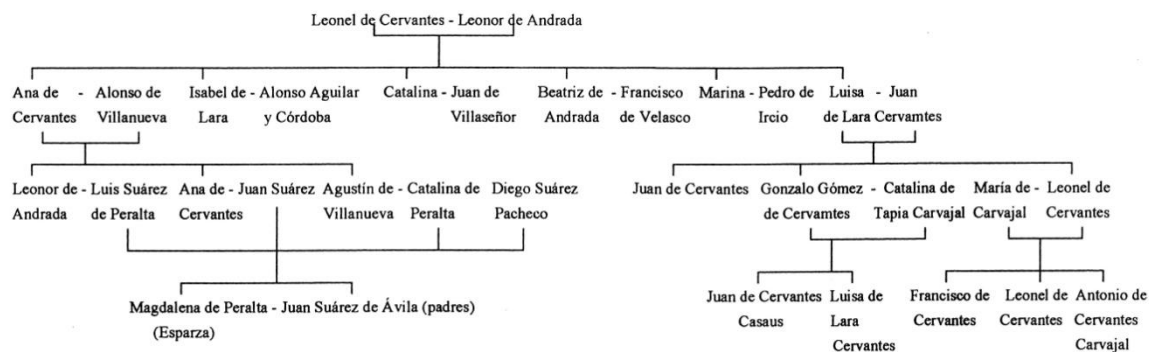 Leonel de Cervantes - Leonor de Andrada
Ana de - Alonso de Isabel de - Alonso Aguilar Catalina - Juan de Beatriz de - Francisco Marina - Pedro de Luisa - Juan
Cervantes Villanueva Lara y Córdoba Villaseñor Andrada de Velasco Ircio de Lara Cervamtes
Leonor de - Luis Suárez Ana de - Juan Suárez Agustín de - Catalina de Diego Suárez Juan de Cervantes Gonzalo Gómez - Catalina de María de - Leonel de
Andrada de Peralta Cervantes Villanueva Peralta Pacheco de Cervamtes Tapia Carvajal Carvajal Cervantes
Magdalena de Peralta - Juan Suárez de Ávila (padres) Juan de Cervantes Luisa de Francisco de Leonel de Antonio de
(Esparza) Casaus Lara Cervantes Cervantes Cervantes
Cervantes Carvajal